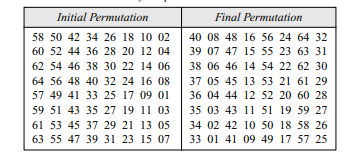 Initial Permutation Final Permutation
58 50 42 34 26 18 10 02 40 08 48 16 56 24 64 32
60 52 44 36 28 20 12 04 39 07 47 15 55 23 63 31
62 54 46 38 30 22 14 06 38 06 46 14 54 22 62 30
64 56 48 40 32 24 16 08 37 05 45 13 53 21 61 29
57 49 41 33 25 17 09 01 36 04 44 12 52 20 60 28
59 51 43 35 27 19 11 03 35 03 43 11 51 19 59 27
61 53 45 37 29 21 13 05 34 02 42 10 50 18 58 26
63 55 47 39 31 23 15 07 33 01 41 09 49 17 57 25